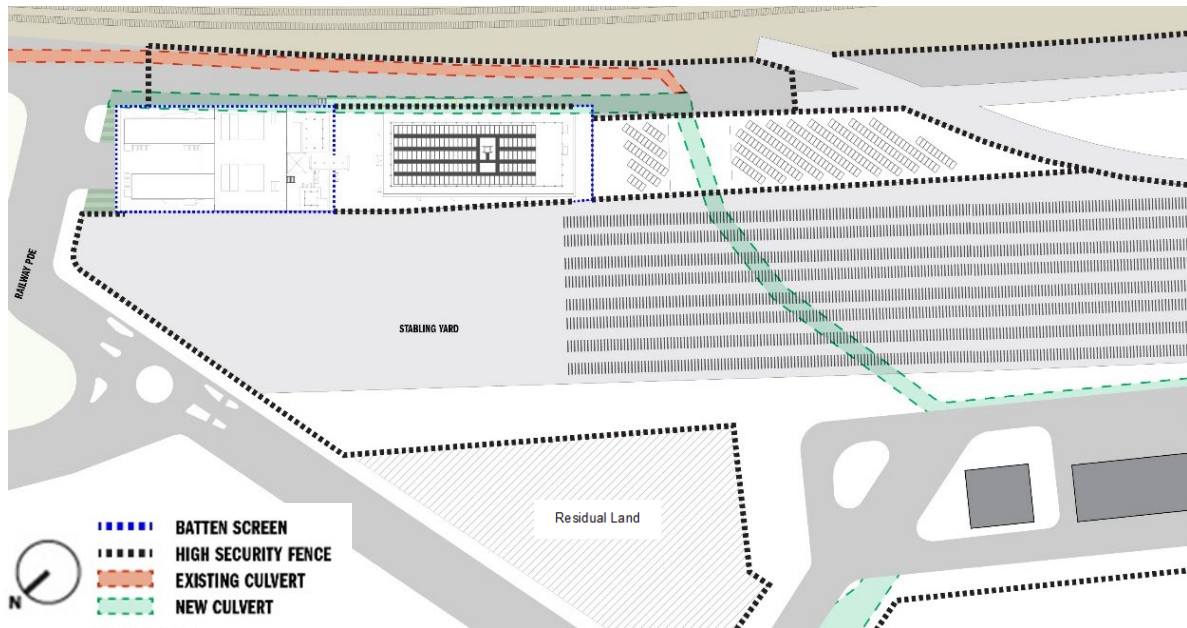 RAILWAY PDE
STABLING YARD
Residual Land
BATTEN SCREEN
HIGH SECURITY FENCE
EXISTING CULVERT
NEW CULVERT
N